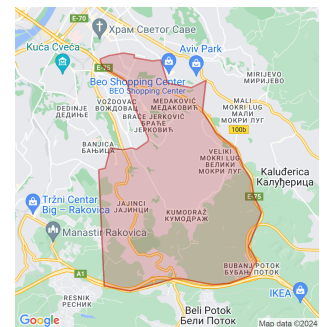 E-70
Храм Светог Саве
Kuća Cveća
E-75
Aviv Park
Beo Shopping Center
BEO Shopping Center
MIRIJEVO
МИРИЈЕВО
VOŽDOVAC
ВОЖДОВАЦ
MEDAKOVIĆ
МЕДАКОВИЋ
DEDINJE
ДЕДИЊЕ
BRAĆE JERKOVIĆ
БРАЋЕ
ЈЕРКОВИЋ
MALI
MOKRI LUG
МАЛИ
МОКРИ ЛУГ
100b
BANJICA
БАЊИЦА
VELIKI
MOKRI LUG
ВЕЛИКИ
МОКРИ ЛУГ
Kaluđerica
Калуђерица
E-75
Tržni Centar
Big – Rakovica
JAJINCI
ЈАЈИНЦИ
KUMODRAŽ
КУМОДРАЖ
Manastir Rakovica
BUBANJ POTOK
БУБАЊ ПОТОК
A1
E-75
RESNIK
РЕСНИК
IKEA
Beli Potok
Бели Поток
Google
Map data ©2024